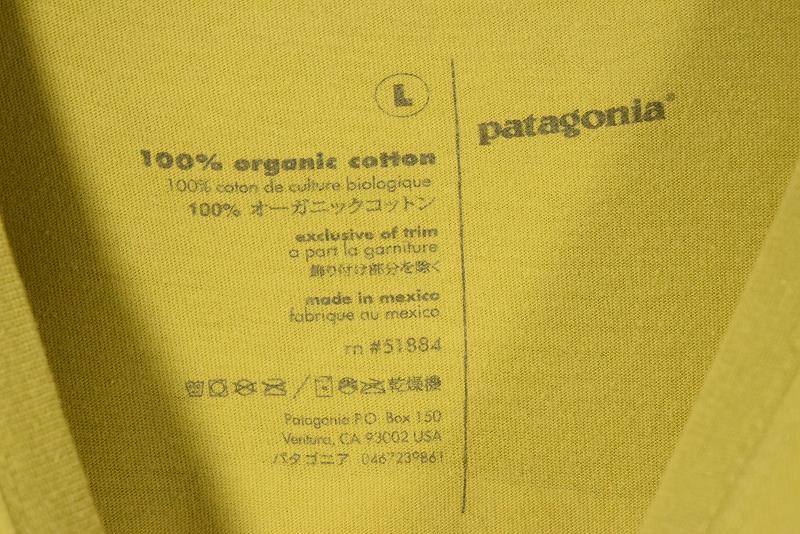 L
patagonia®
100% organic cotton
100% coton de culture biologique
100% オーガニックコットン
exclusive of trim
a part la garniture
飾り付け部分を除く
made in mexico
fabrique au mexico
rn #51884
乾燥機
Patagonia P.O. Box 150
Ventura, CA 93002 USA
パタゴニア 0467239861